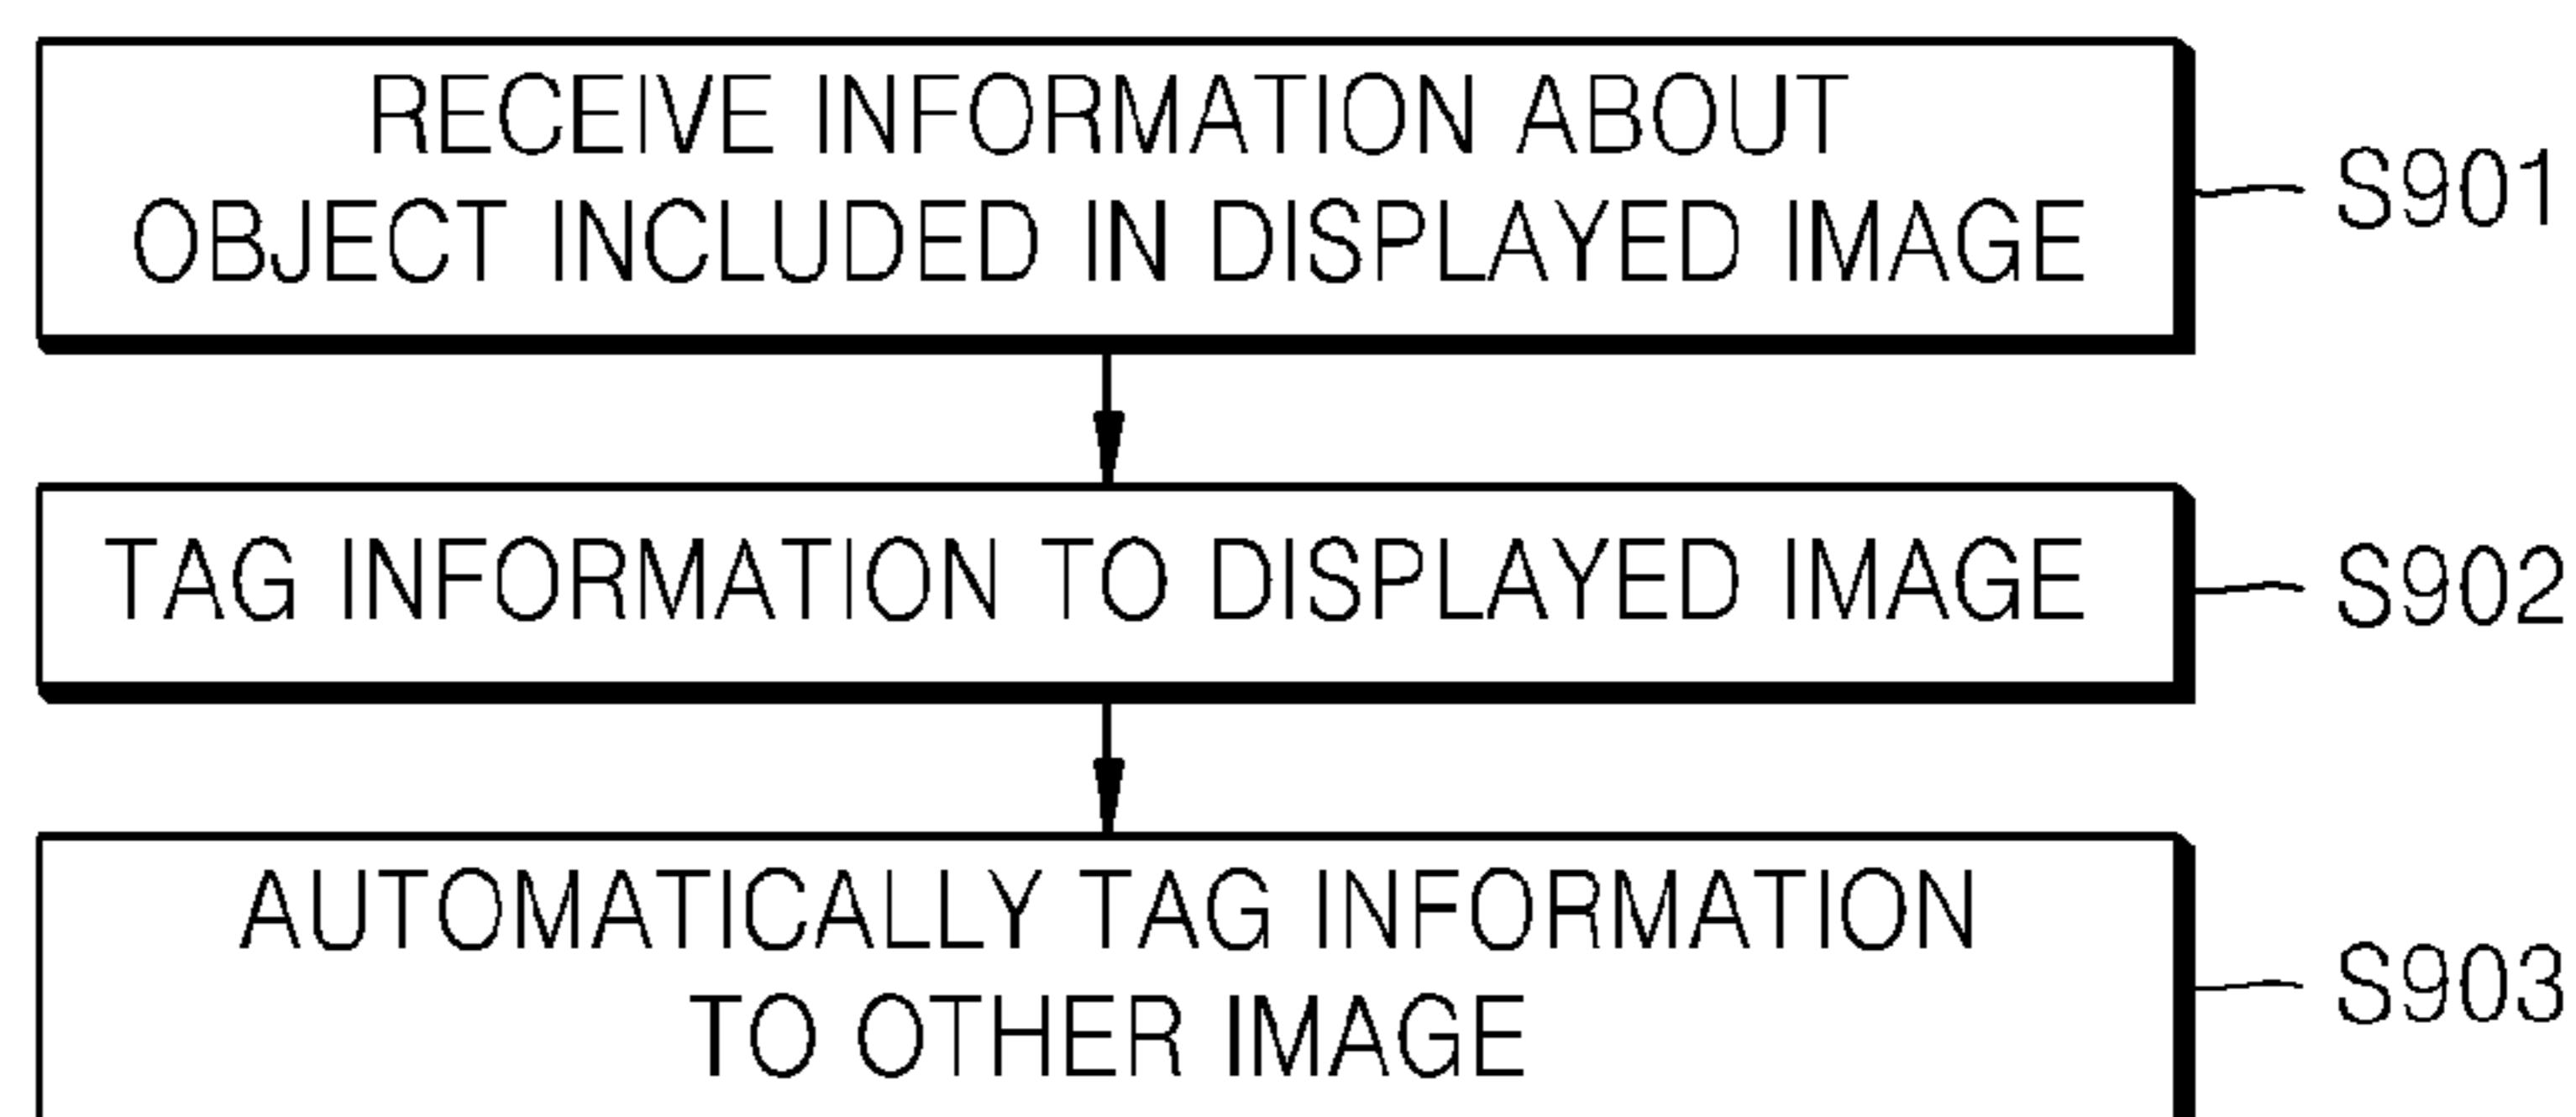 RECEIVE INFORMATION ABOUT
OBJECT INCLUDED IN DISPLAYED IMAGE
S901
TAG INFORMATION TO DISPLAYED IMAGE
S902
AUTOMATICALLY TAG INFORMATION
TO OTHER IMAGE
S903